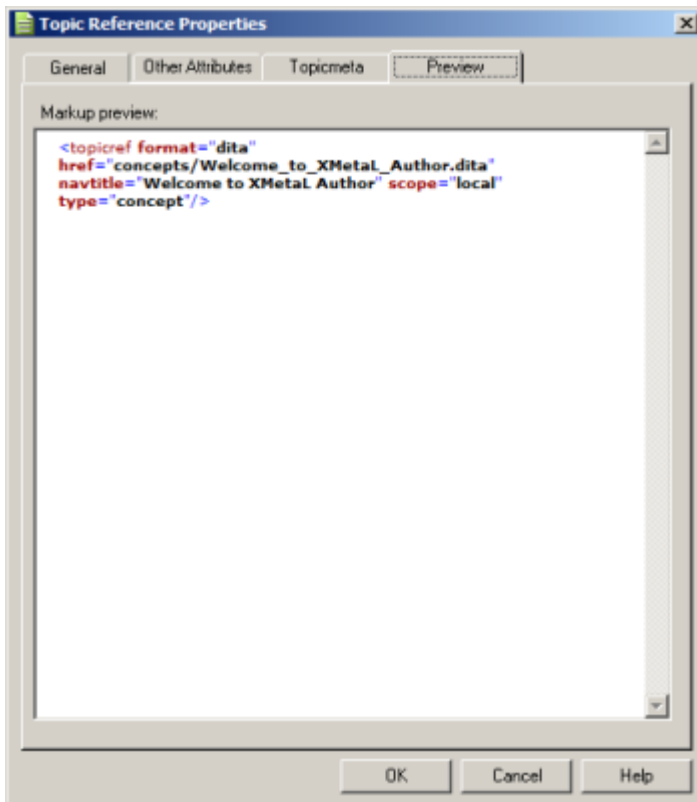 Topic Reference Properties
General Other Attributes Topicmeta Preview
Markup preview:
<topicref format="dita"
href="concepts/Welcome_to_XMetaL_Author.dita"
navtitle="Welcome to XMetaL Author" scope="local"
type="concept"/>
OK Cancel Help